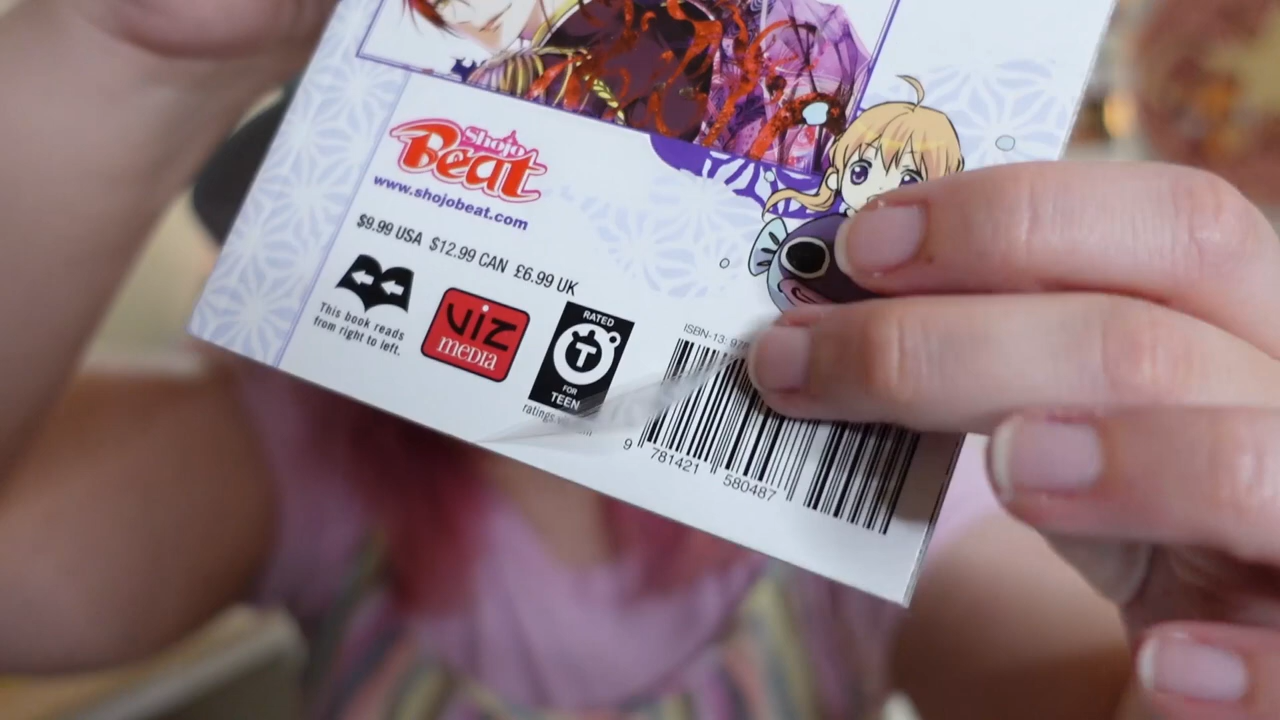 Shojo
Beat
www.shojobeat.com
$9.99 USA $12.99 CAN £6.99 UK
This book reads
from right to left.
VIZ
MEDIA
RATED
T
FOR
TEEN
ISBN-13: 97
9 781421 580487